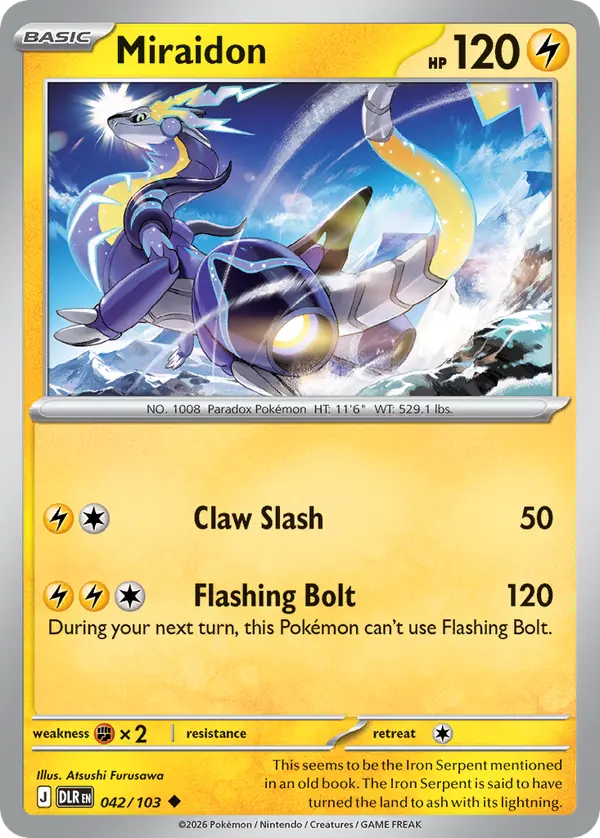 BASIC
Miraidon
HP 120
NO. 1008 Paradox Pokémon HT: 11'6" WT: 529.1 lbs.
Claw Slash 50
Flashing Bolt 120
During your next turn, this Pokémon can't use Flashing Bolt.
weakness ×2 resistance retreat
Illus. Atsushi Furusawa
This seems to be the Iron Serpent mentioned
in an old book. The Iron Serpent is said to have
turned the land to ash with its lightning.
J DLR EN 042/103
©2026 Pokémon / Nintendo / Creatures / GAME FREAK